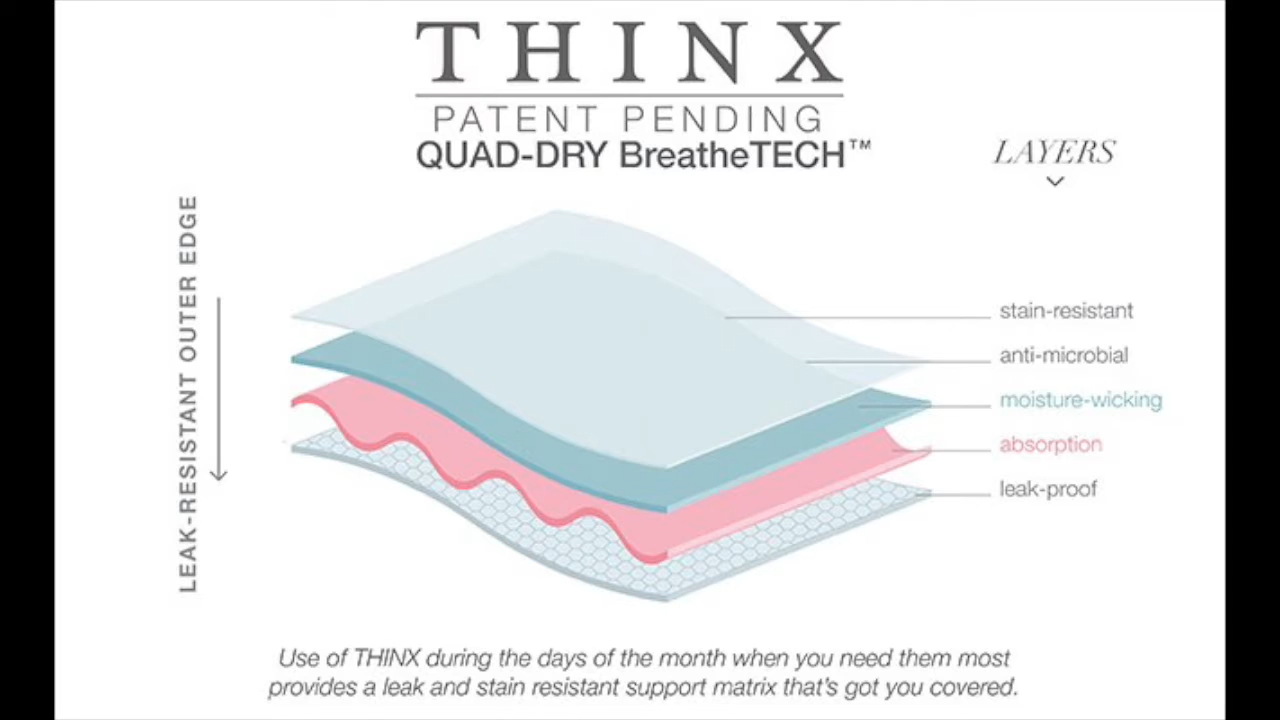 THINX
PATENT PENDING
QUAD-DRY BreatheTECH™
LAYERS
LEAK-RESISTANT OUTER EDGE
stain-resistant
anti-microbial
moisture-wicking
absorption
leak-proof
Use of THINX during the days of the month when you need them most
provides a leak and stain resistant support matrix that's got you covered.